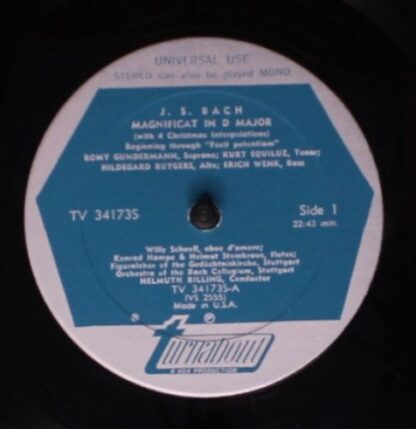 UNIVERSAL USE
STEREO can also be played MONO
J. S. BACH
MAGNIFICAT IN D MAJOR
(with 4 Christmas Interpolations)
Beginning through "Fecit potentiam"
ROMY GUNDERMANN, Soprano; KURT EQUILUZ, Tenor;
HILDEGARD RUTGERS, Alto; ERICH WENK, Bass
TV 34173S
Side 1
22:43 min.
Willy Schnell, oboe d'amore;
Konrad Hampe & Helmut Steinkraus, flutes;
Figuralchor of the Gedächtniskirche, Stuttgart
Orchestra of the Bach Collegium, Stuttgart
HELMUTH RILLING, Conductor
TV 34173S-A
(VS 2555)
Made in U.S.A.
turnabout
A VOX PRODUCTION